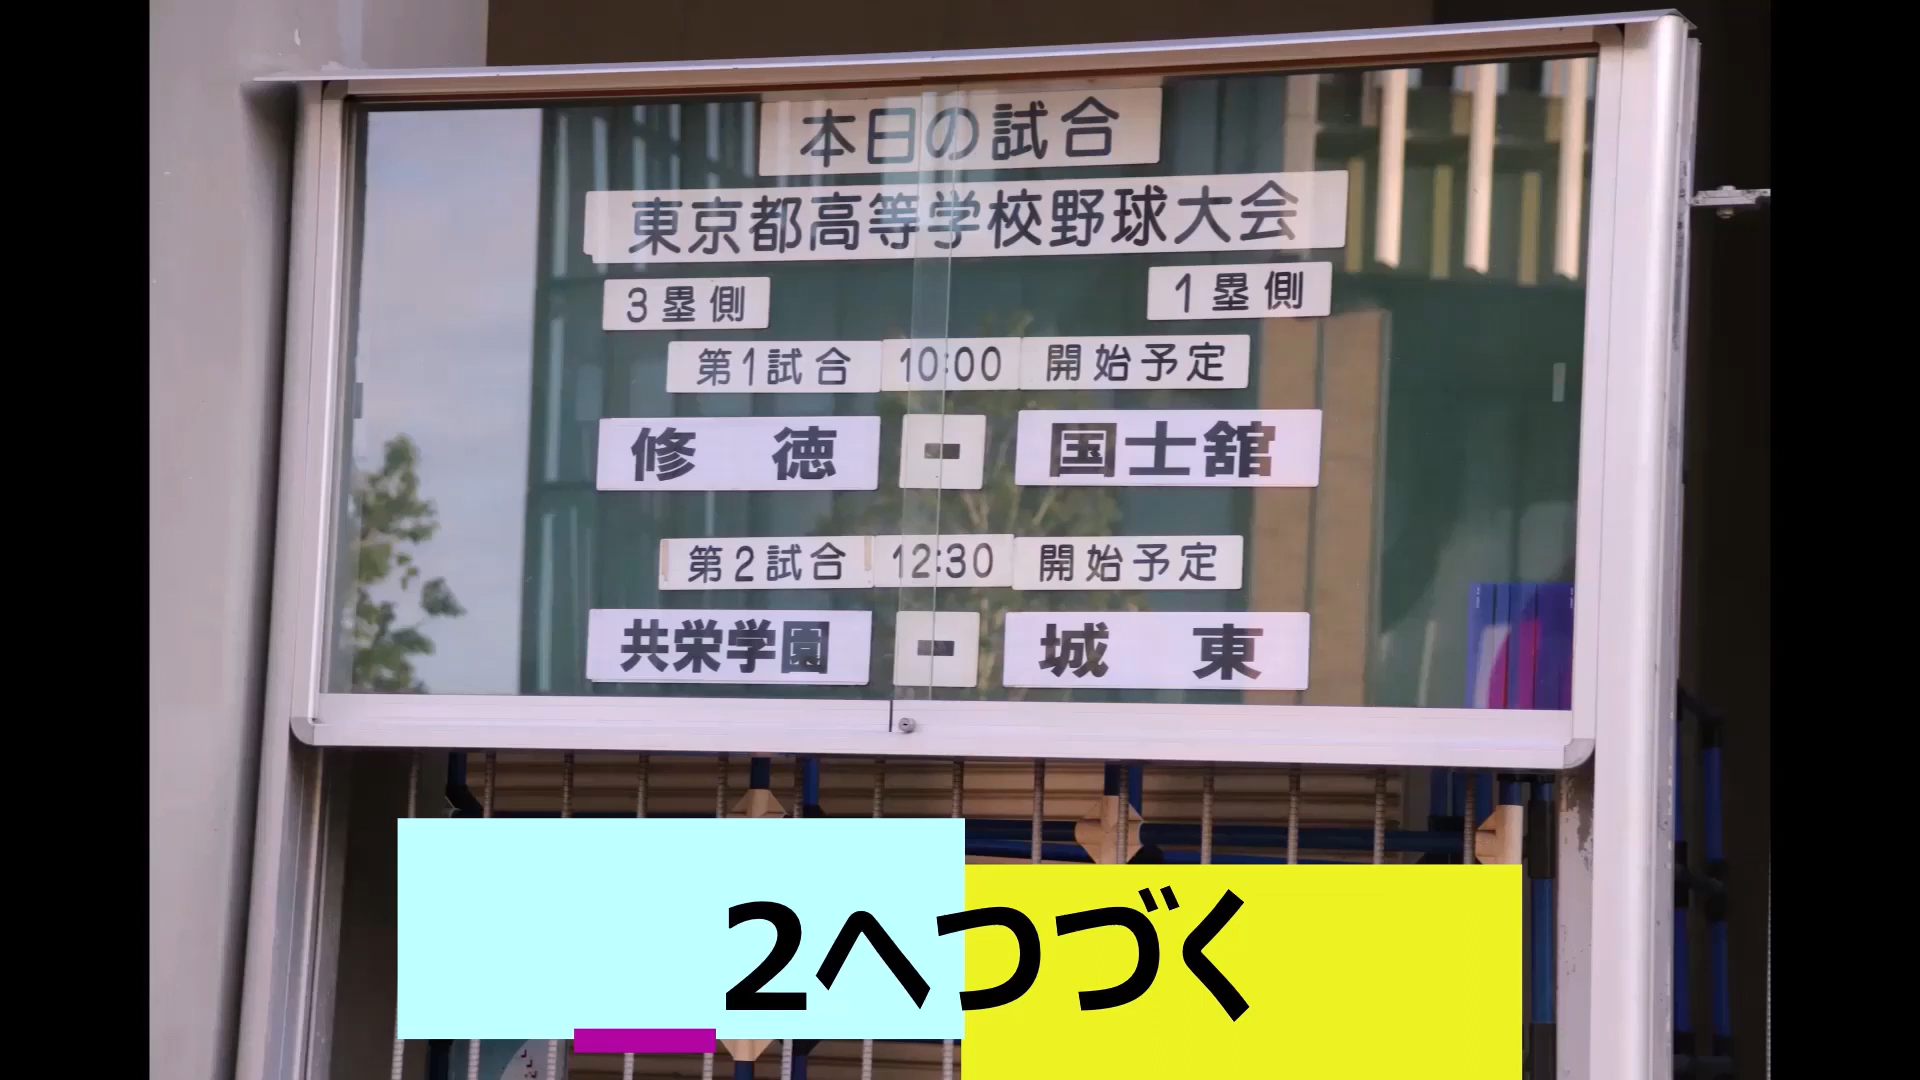 本日の試合
東京都高等学校野球大会
3塁側 1塁側
第1試合 10:00 開始予定
修徳 - 国士舘
第2試合 12:30 開始予定
共栄学園 - 城東
2へつづく